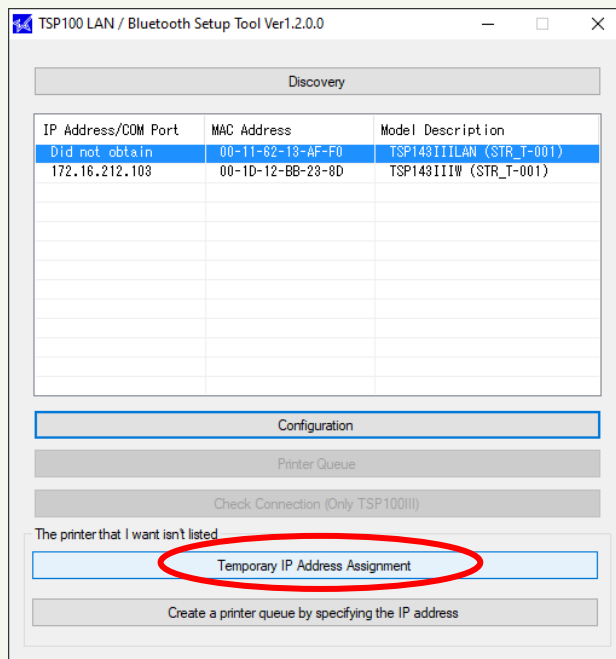 TSP100 LAN / Bluetooth Setup Tool Ver1.2.0.0
Discovery
IP Address/COM Port MAC Address Model Description
Did not obtain 00-11-62-13-AF-F0 TSP143IIILAN (STR_T-001)
172.16.212.103 00-1D-12-BB-23-8D TSP143IIIW (STR_T-001)
Configuration
Printer Queue
Check Connection (Only TSP100III)
The printer that I want isn't listed
Temporary IP Address Assignment
Create a printer queue by specifying the IP address